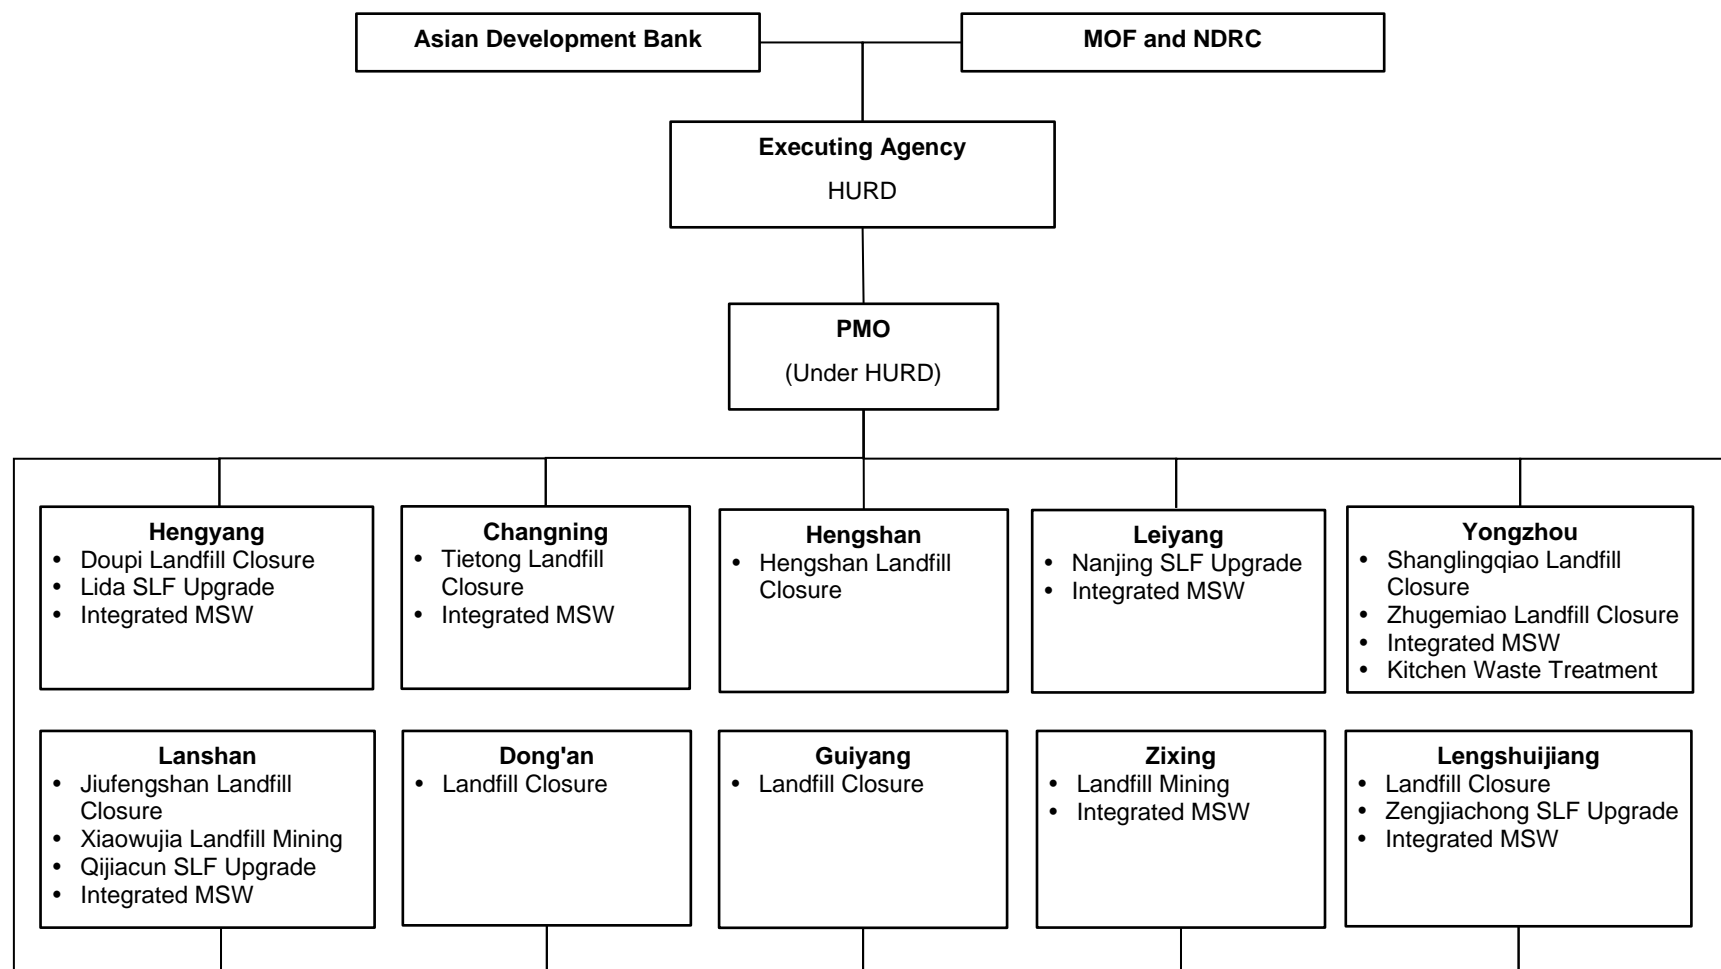 Asian Development Bank
MOF and NDRC
Executing Agency
HURD
PMO
(Under HURD)
Hengyang
• Doupi Landfill Closure
• Lida SLF Upgrade
• Integrated MSW
Changning
• Tietong Landfill
Closure
• Integrated MSW
Hengshan
• Hengshan Landfill
Closure
Leiyang
• Nanjing SLF Upgrade
• Integrated MSW
Yongzhou
• Shanglingqiao Landfill
Closure
• Zhugemiao Landfill Closure
• Integrated MSW
• Kitchen Waste Treatment
Lanshan
• Jiufengshan Landfill
Closure
• Xiaowujia Landfill Mining
• Qijiacun SLF Upgrade
• Integrated MSW
Dong'an
• Landfill Closure
Guiyang
• Landfill Closure
Zixing
• Landfill Mining
• Integrated MSW
Lengshuijiang
• Landfill Closure
• Zengjiachong SLF Upgrade
• Integrated MSW